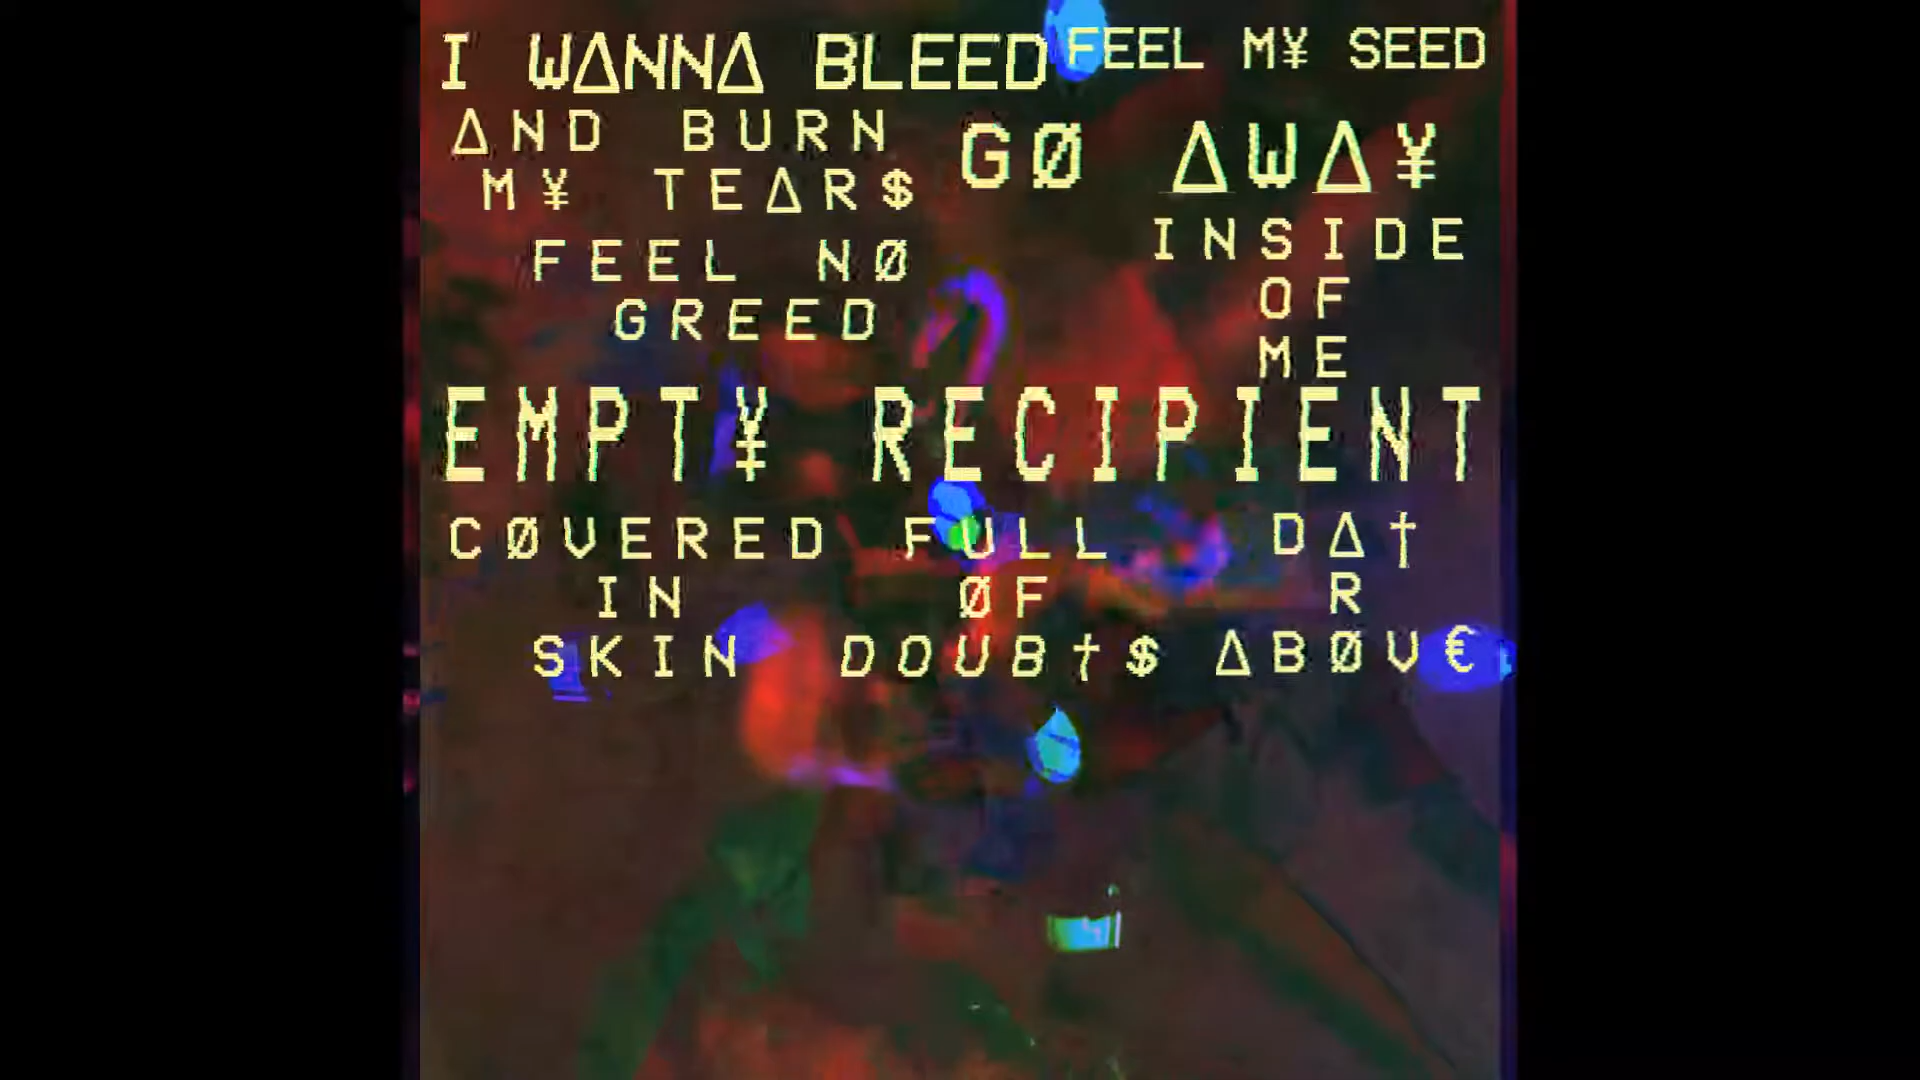 I WΔNNΔ BLEED
ΔND BURN
M¥ TEΔR$
FEEL NØ
GREED
FEEL M¥ SEED
GØ ΔWΔ¥
INSIDE
OF
ME
EMPT¥ RECIPIENT
CØVERED
IN
SKIN
FULL
ØF
DOUB†$
DΔ†
R
ΔBØV€